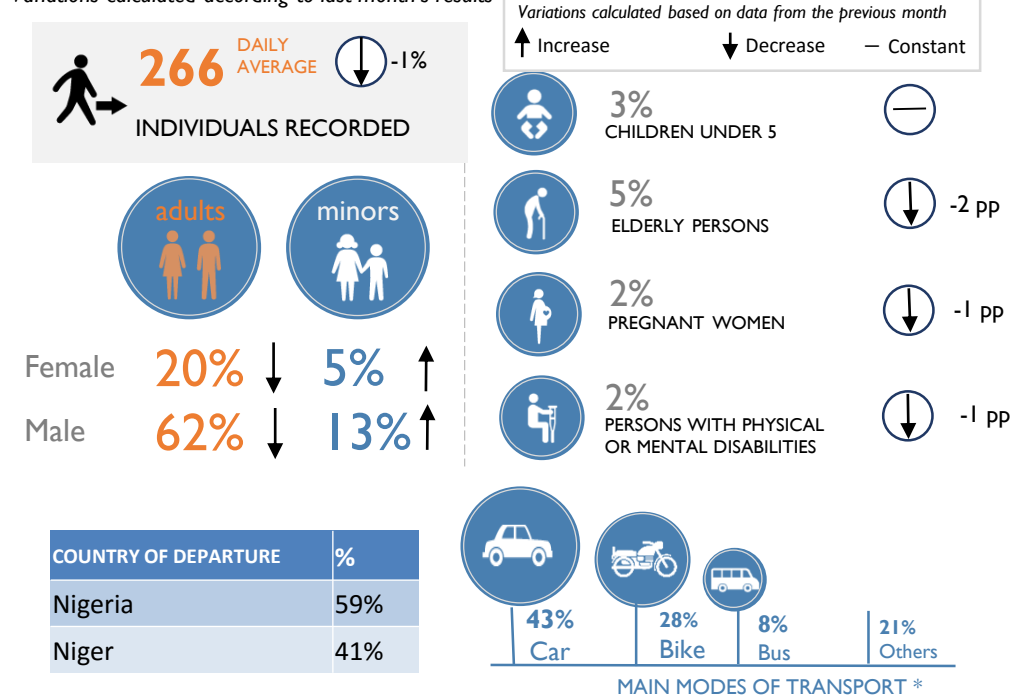 Variations calculated according to last month's results
Variations calculated based on data from the previous month
Increase
Decrease
– Constant
266 DAILY AVERAGE
-1%
INDIVIDUALS RECORDED
adults
minors
Female 20% 5%
Male 62% 13%
3%
CHILDREN UNDER 5
5%
ELDERLY PERSONS
-2 pp
2%
PREGNANT WOMEN
-1 pp
2%
PERSONS WITH PHYSICAL
OR MENTAL DISABILITIES
-1 pp
COUNTRY OF DEPARTURE %
Nigeria 59%
Niger 41%
43%
Car
28%
Bike
8%
Bus
21%
Others
MAIN MODES OF TRANSPORT *